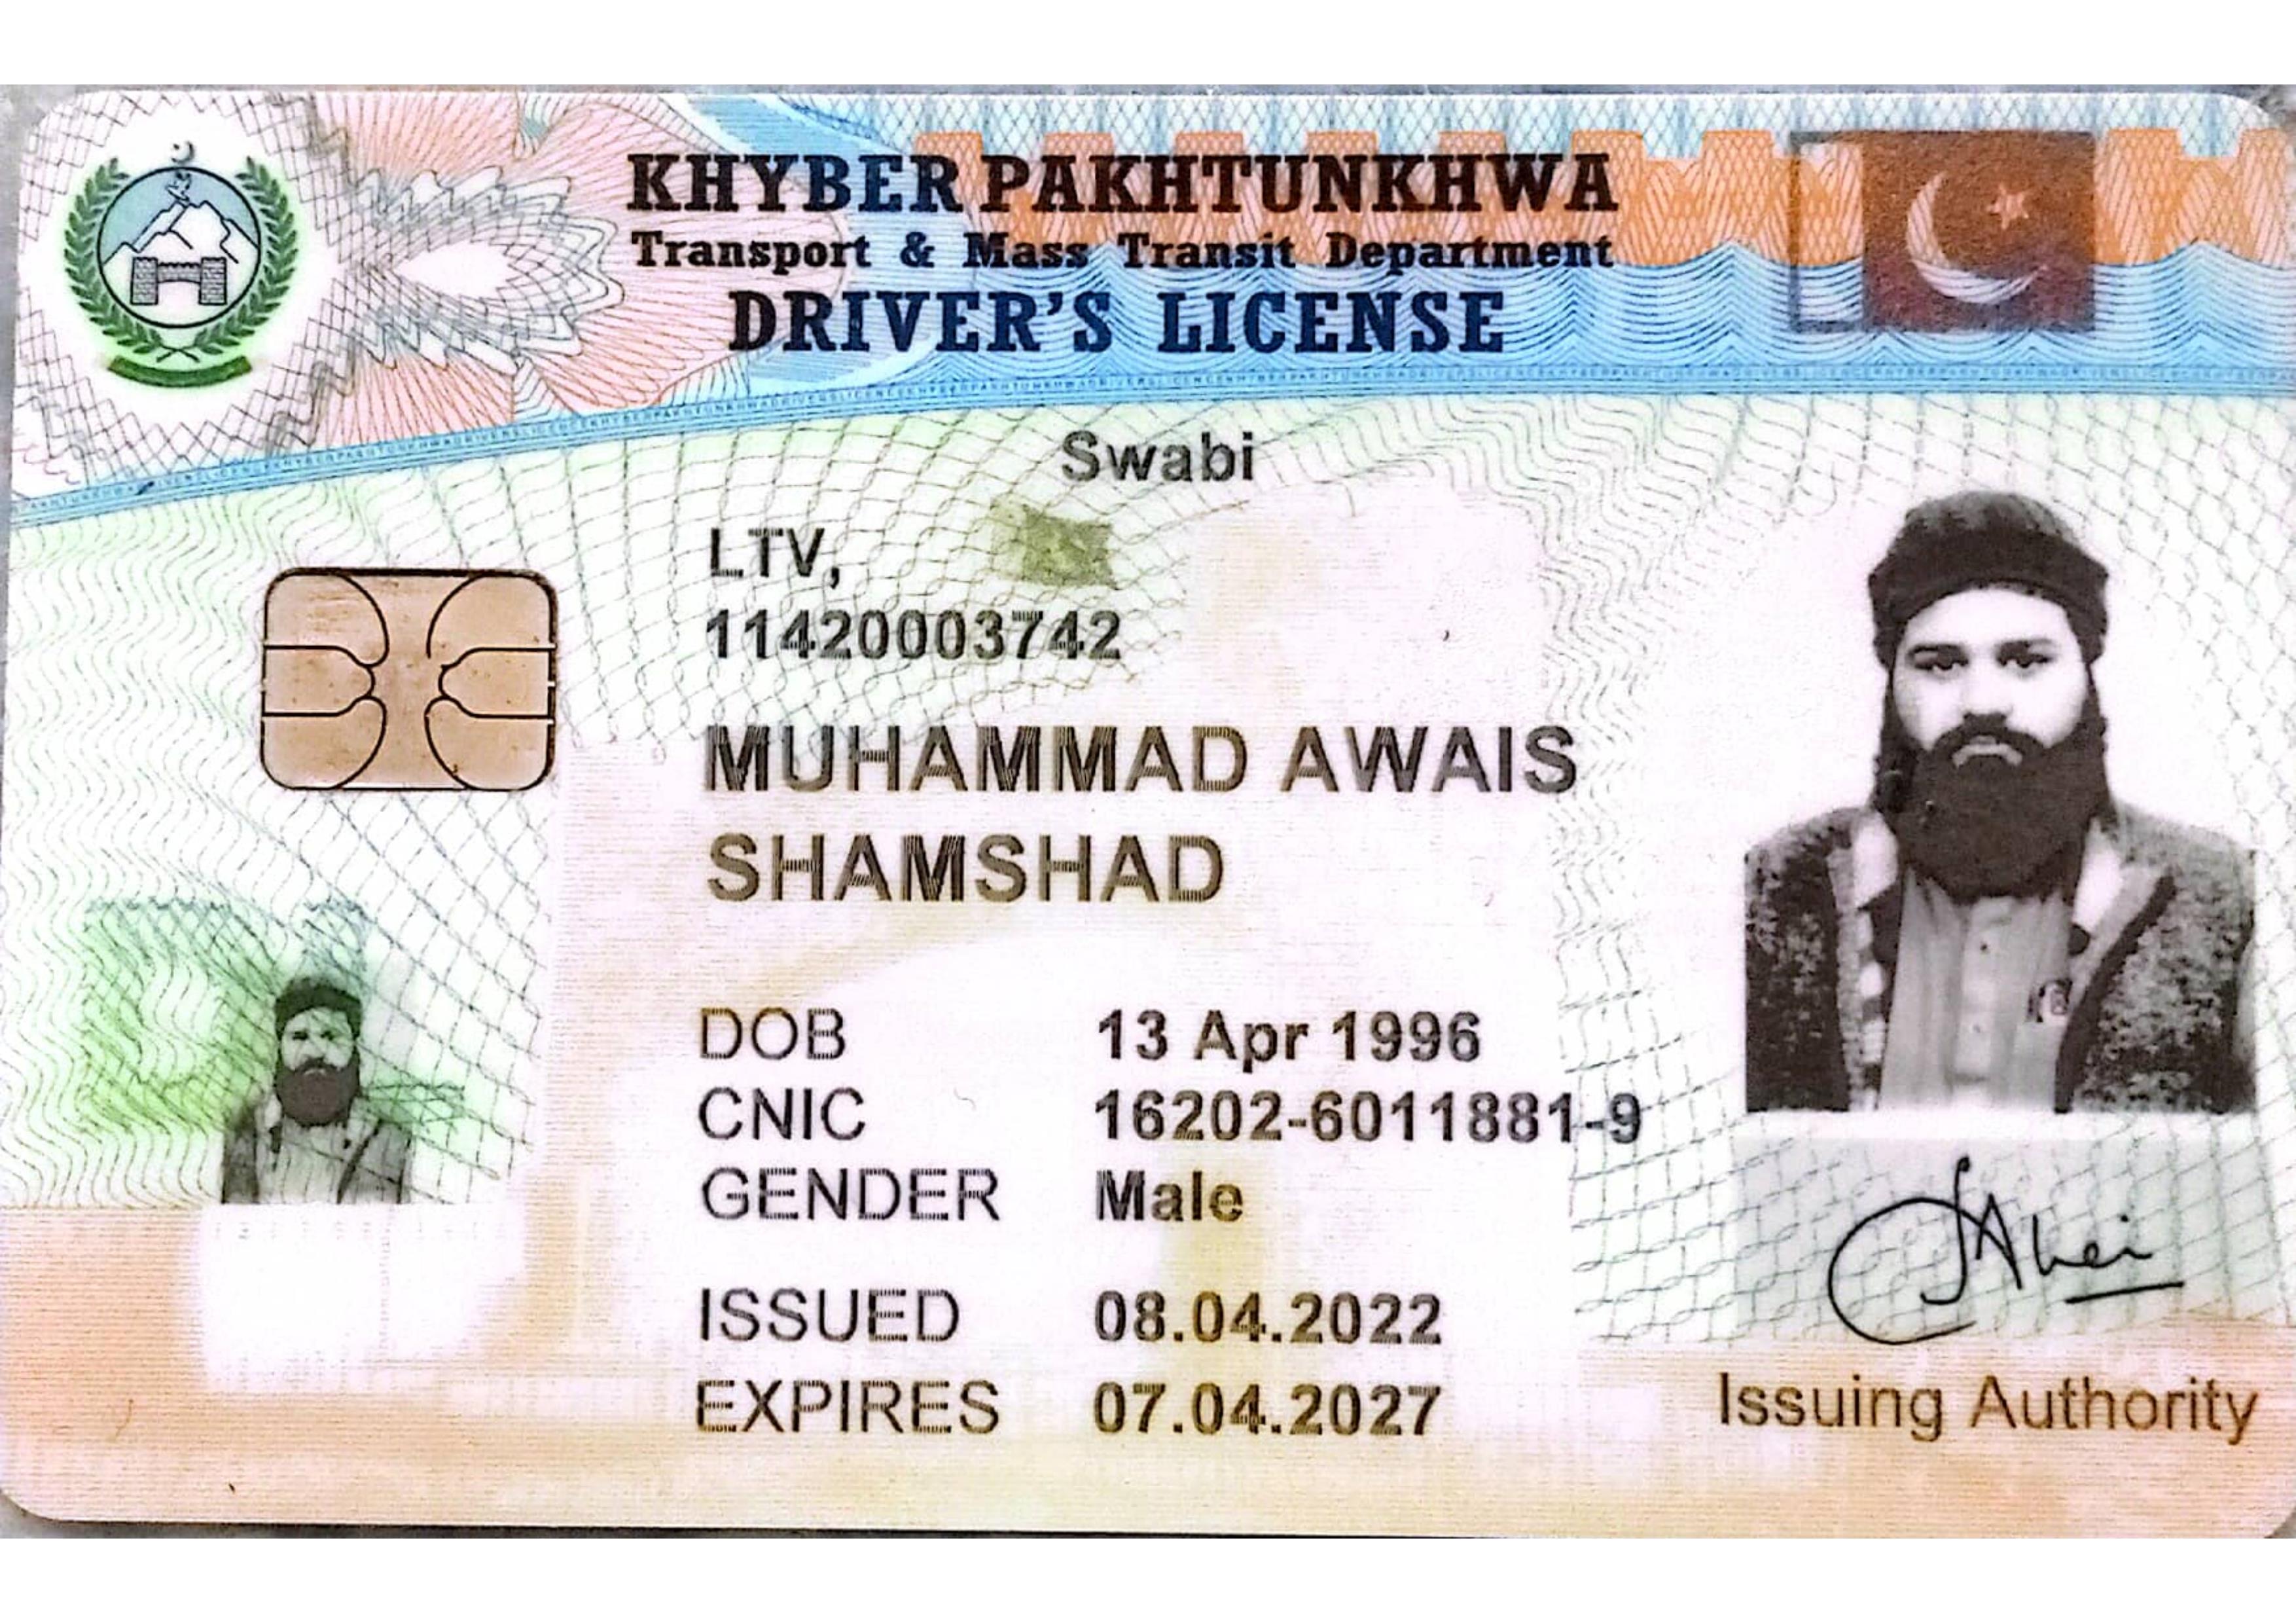 KHYBER PAKHTUNKHWA
Transport & Mass Transit Department
DRIVER'S LICENSE
Swabi
LTV,
11420003742
MUHAMMAD AWAIS
SHAMSHAD
DOB 13 Apr 1996
CNIC 16202-6011881-9
GENDER Male
ISSUED 08.04.2022
EXPIRES 07.04.2027
Issuing Authority